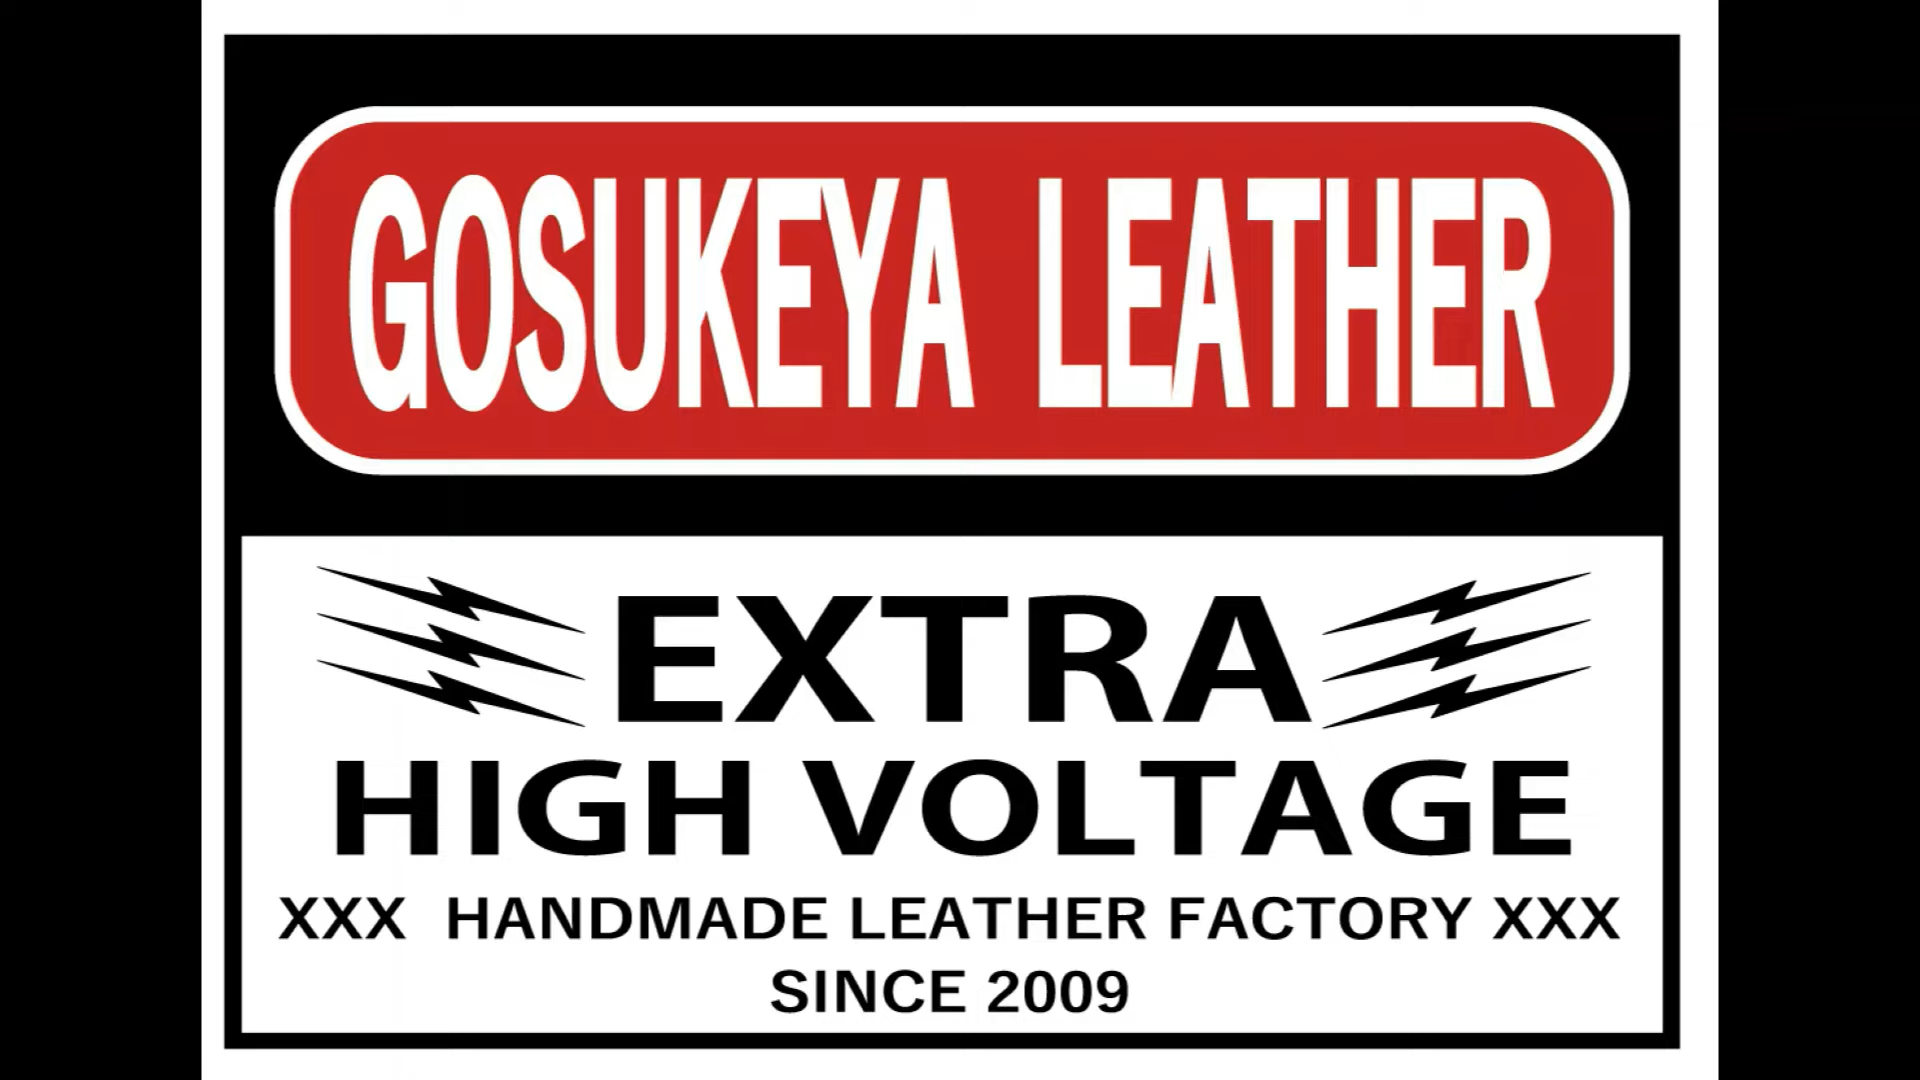 GOSUKEYA LEATHER
EXTRA
HIGH VOLTAGE
XXX HANDMADE LEATHER FACTORY XXX
SINCE 2009